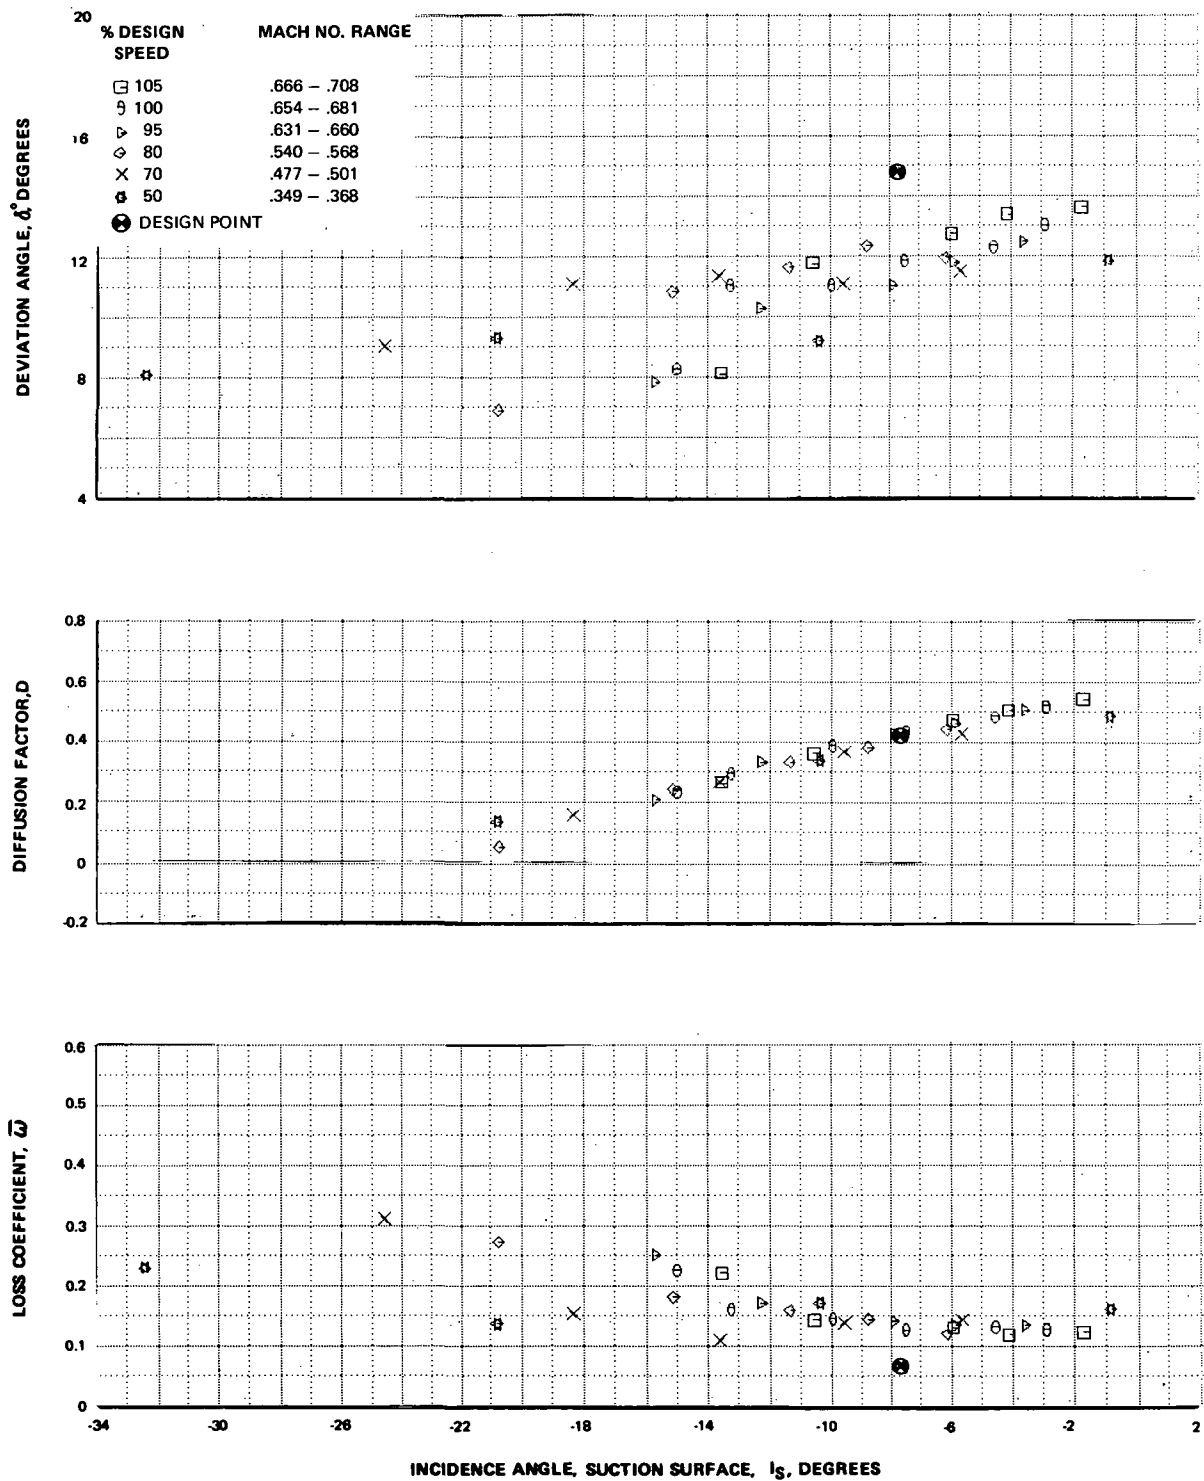 20
% DESIGN SPEED
MACH NO. RANGE
105 .666 – .708
100 .654 – .681
95 .631 – .660
80 .540 – .568
70 .477 – .501
50 .349 – .368
DESIGN POINT
16
12
8
4
DEVIATION ANGLE, δ° DEGREES
0.8
0.6
0.4
0.2
0
-0.2
DIFFUSION FACTOR,D
0.6
0.5
0.4
0.3
0.2
0.1
0
LOSS COEFFICIENT, ω̅
-34 -30 -26 -22 -18 -14 -10 -6 -2 2
INCIDENCE ANGLE, SUCTION SURFACE, IS, DEGREES